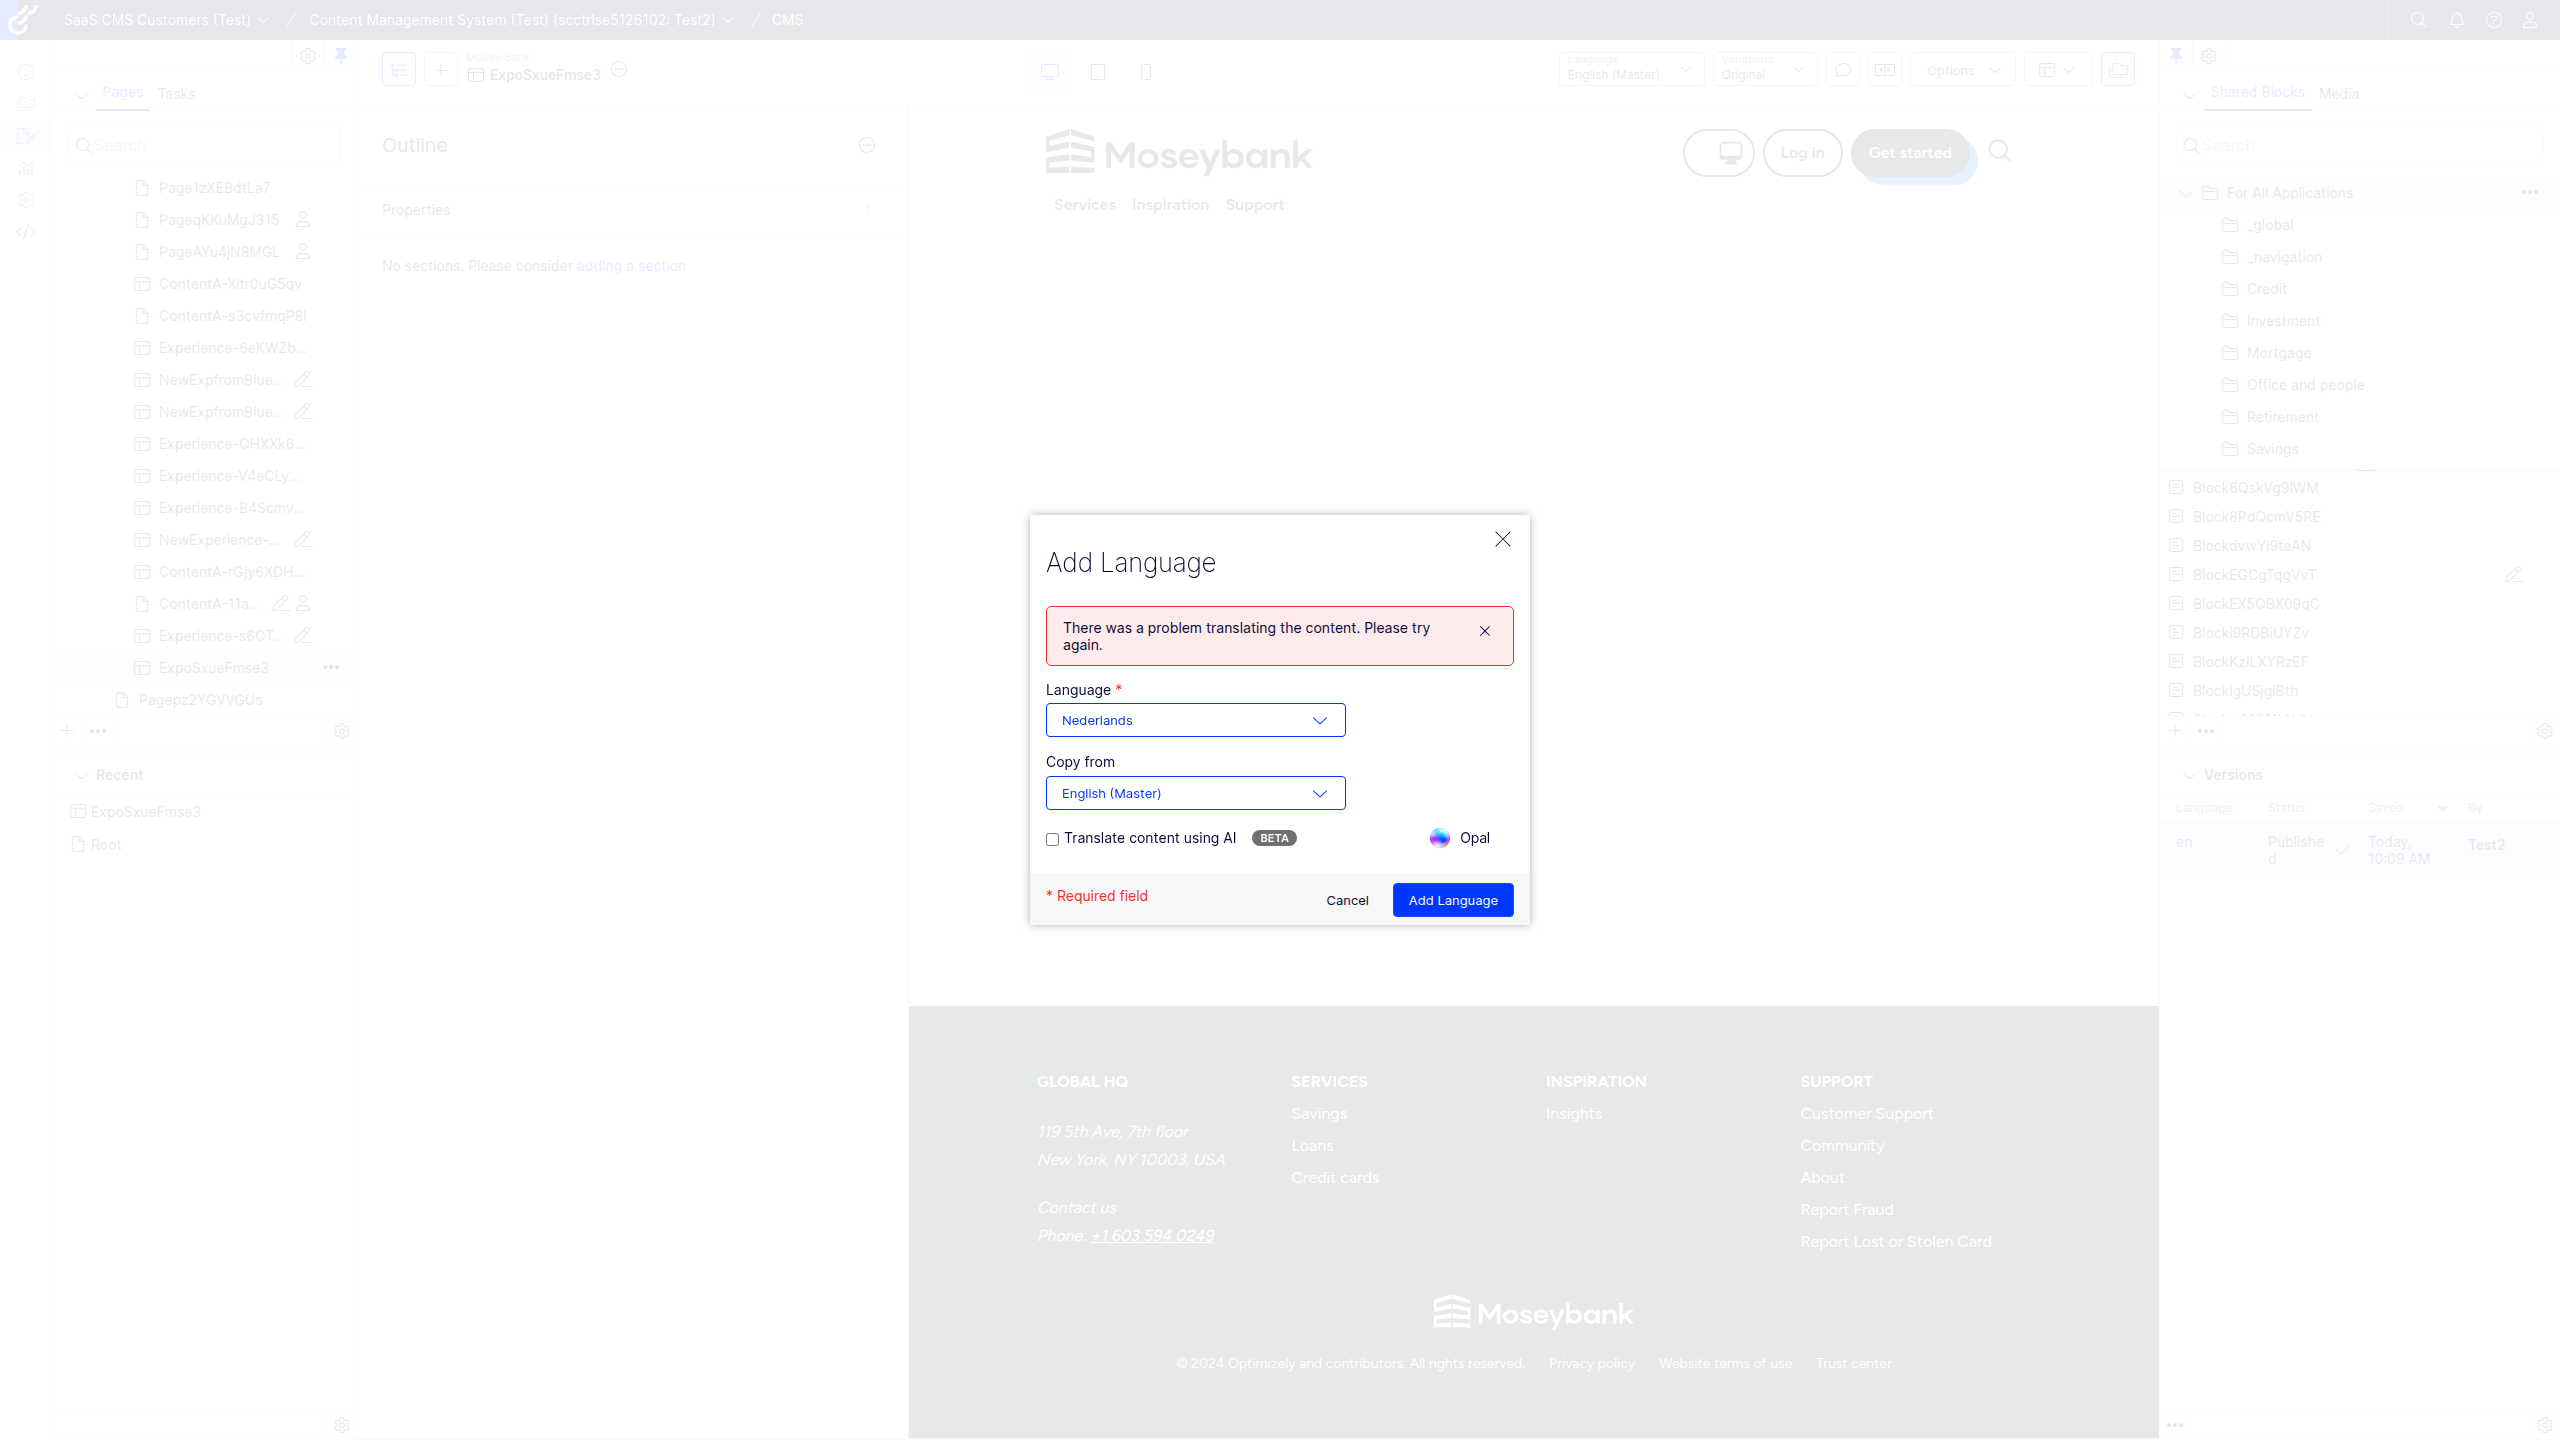 SaaS CMS Customers (Test) / Content Management System (Test) (scctrlse5126102: Test2) / CMS
Pages Tasks
Search
Page1zXEBdtLa7
PageqKKuMgJ315
PageAYu4jN8MGL
ContentA-Xitr0uG5qv
ContentA-s3cvfmqP8l
Experience-6eKWZb...
NewExpfromBlue...
NewExpfromBlue...
Experience-OHXXk6...
Experience-V4eCLy...
Experience-B4Scmv...
NewExperience-...
ContentA-rGjy6XDH...
ContentA-11a...
Experience-s6OT...
ExpoSxueFmse3
Pagepz2YGVVGUs
Recent
ExpoSxueFmse3
Root
Mosey Bank
ExpoSxueFmse3
Language
English (Master)
Variations
Original
Options
Outline
Properties
No sections. Please consider adding a section
Moseybank
Log in
Get started
Services Inspiration Support
Add Language
There was a problem translating the content. Please try
again.
Language *
Nederlands
Copy from
English (Master)
Translate content using AI BETA
Opal
* Required field
Cancel
Add Language
GLOBAL HQ
119 5th Ave, 7th floor
New York, NY 10003, USA
Contact us
Phone: +1 603 594 0249
SERVICES
Savings
Loans
Credit cards
INSPIRATION
Insights
SUPPORT
Customer Support
Community
About
Report Fraud
Report Lost or Stolen Card
Moseybank
© 2024 Optimizely and contributors. All rights reserved. Privacy policy Website terms of use Trust center
Shared Blocks Media
Search
For All Applications
_global
_navigation
Credit
Investment
Mortgage
Office and people
Retirement
Savings
Block6QskVg9IWM
Block8PdQcmV5RE
BlockdvwYi9taAN
BlockEGCgTqgVvT
BlockEX5OBX09qC
Blocki9RDBiUYZv
BlockKzILXYRzEF
BlocklgUSjgiBth
Versions
Language Status Saved By
en
Publishe
d
Today,
10:09 AM
Test2